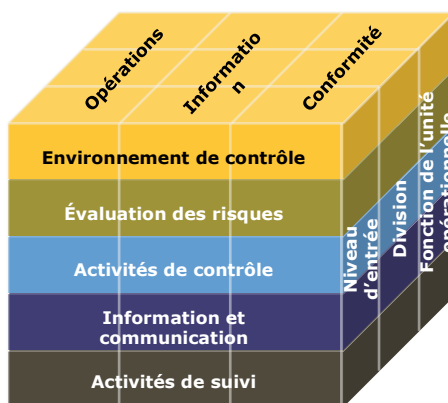 Opérations
Informatio
n
Conformité
Environnement de contrôle
Évaluation des risques
Activités de contrôle
Information et
communication
Activités de suivi
Niveau
d'entrée
Division
Fonction de l'unité
opérationnelle